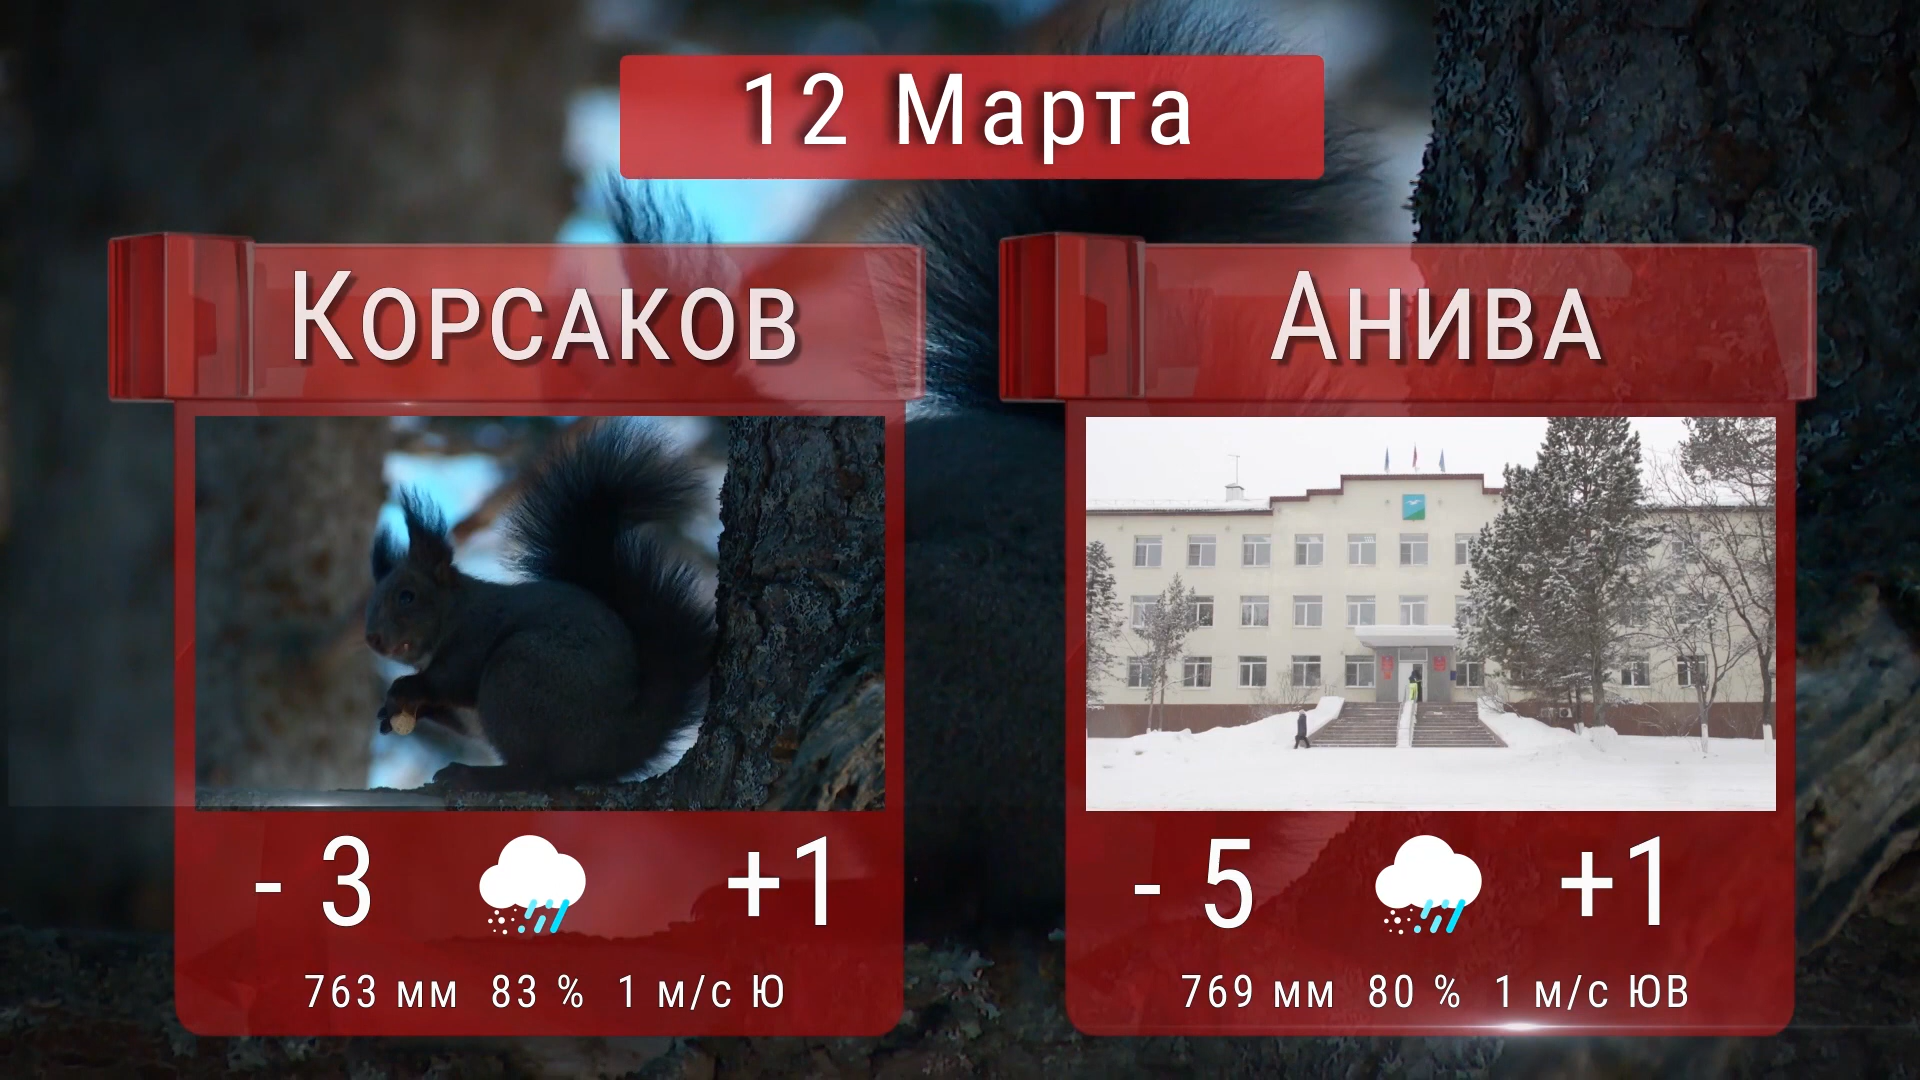 12 Марта
Корсаков
- 3 +1
763 мм 83 % 1 м/с Ю
Анива
- 5 +1
769 мм 80 % 1 м/с ЮВ